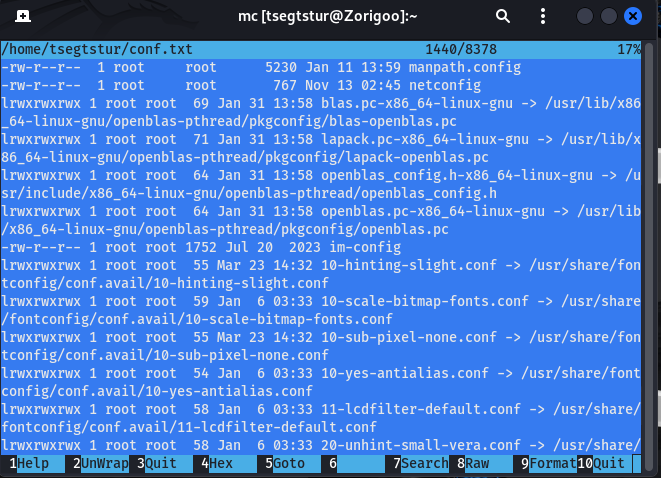 mc [tsegtstur@Zorigoo]:~
/home/tsegtstur/conf.txt 1440/8378 17%
-rw-r--r--  1 root     root      5230 Jan 11 13:59 manpath.config
-rw-r--r--  1 root     root       767 Nov 13 02:45 netconfig
lrwxrwxrwx 1 root root  69 Jan 31 13:58 blas.pc-x86_64-linux-gnu -> /usr/lib/x86
_64-linux-gnu/openblas-pthread/pkgconfig/blas-openblas.pc
lrwxrwxrwx 1 root root  71 Jan 31 13:58 lapack.pc-x86_64-linux-gnu -> /usr/lib/x
86_64-linux-gnu/openblas-pthread/pkgconfig/lapack-openblas.pc
lrwxrwxrwx 1 root root  64 Jan 31 13:58 openblas_config.h-x86_64-linux-gnu -> /u
sr/include/x86_64-linux-gnu/openblas-pthread/openblas_config.h
lrwxrwxrwx 1 root root  64 Jan 31 13:58 openblas.pc-x86_64-linux-gnu -> /usr/lib
/x86_64-linux-gnu/openblas-pthread/pkgconfig/openblas.pc
-rw-r--r-- 1 root root 1752 Jul 20  2023 im-config
lrwxrwxrwx 1 root root  55 Mar 23 14:32 10-hinting-slight.conf -> /usr/share/fon
tconfig/conf.avail/10-hinting-slight.conf
lrwxrwxrwx 1 root root  59 Jan  6 03:33 10-scale-bitmap-fonts.conf -> /usr/share
/fontconfig/conf.avail/10-scale-bitmap-fonts.conf
lrwxrwxrwx 1 root root  55 Mar 23 14:32 10-sub-pixel-none.conf -> /usr/share/fon
tconfig/conf.avail/10-sub-pixel-none.conf
lrwxrwxrwx 1 root root  54 Jan  6 03:33 10-yes-antialias.conf -> /usr/share/font
config/conf.avail/10-yes-antialias.conf
lrwxrwxrwx 1 root root  58 Jan  6 03:33 11-lcdfilter-default.conf -> /usr/share/
fontconfig/conf.avail/11-lcdfilter-default.conf
lrwxrwxrwx 1 root root  58 Jan  6 03:33 20-unhint-small-vera.conf -> /usr/share/
1Help 2UnWrap 3Quit 4Hex 5Goto 6 7Search 8Raw 9Format 10Quit